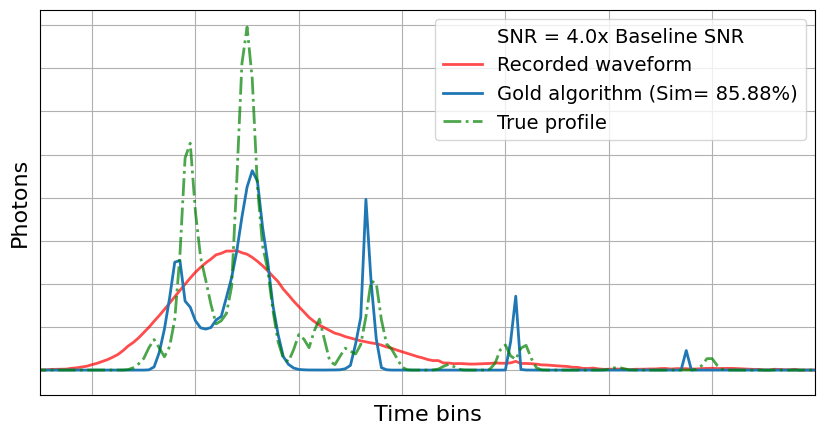 SNR = 4.0x Baseline SNR
Recorded waveform
Gold algorithm (Sim= 85.88%)
True profile
Photons
Time bins